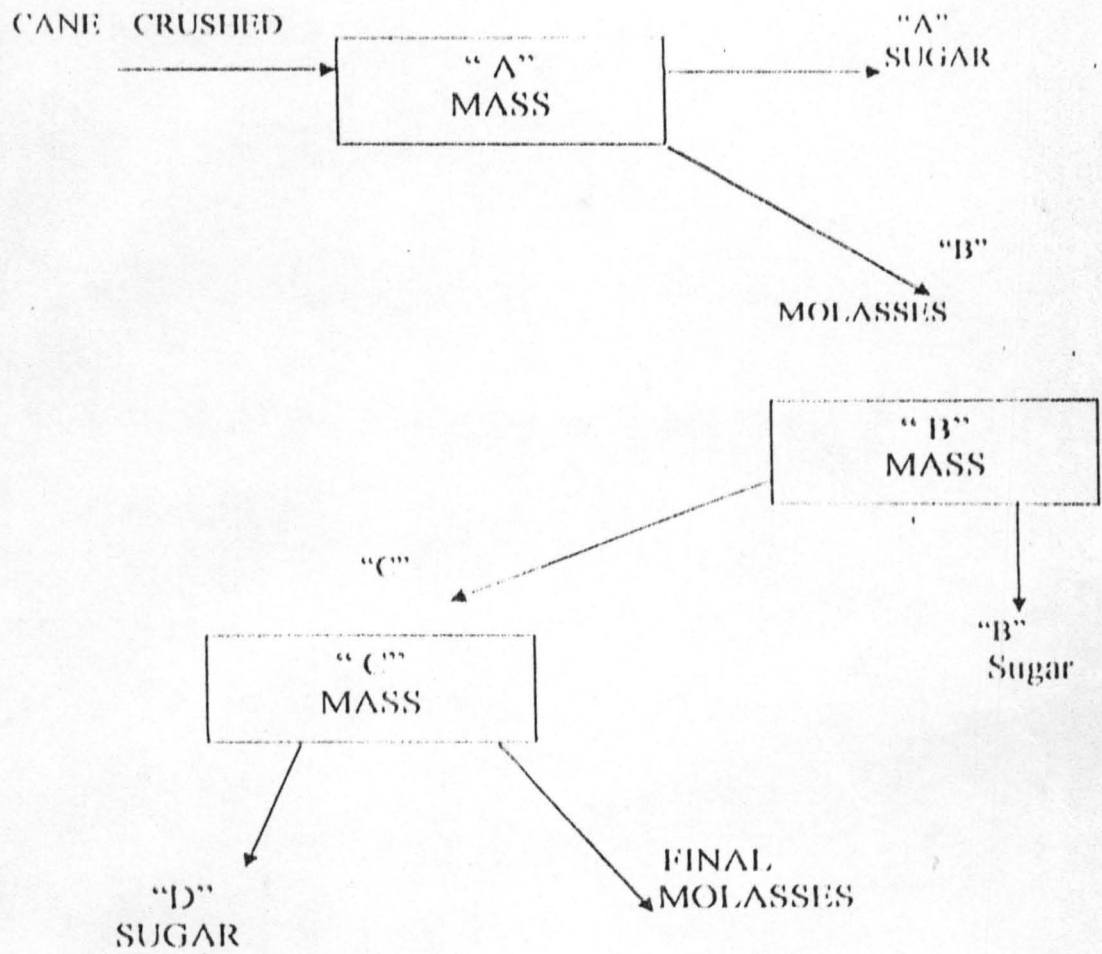 CANE CRUSHED
"A"
SUGAR
"A"
MASS
"B"
MOLASSES
"B"
MASS
"C"
"B"
Sugar
"C"
MASS
"D"
SUGAR
FINAL
MOLASSES